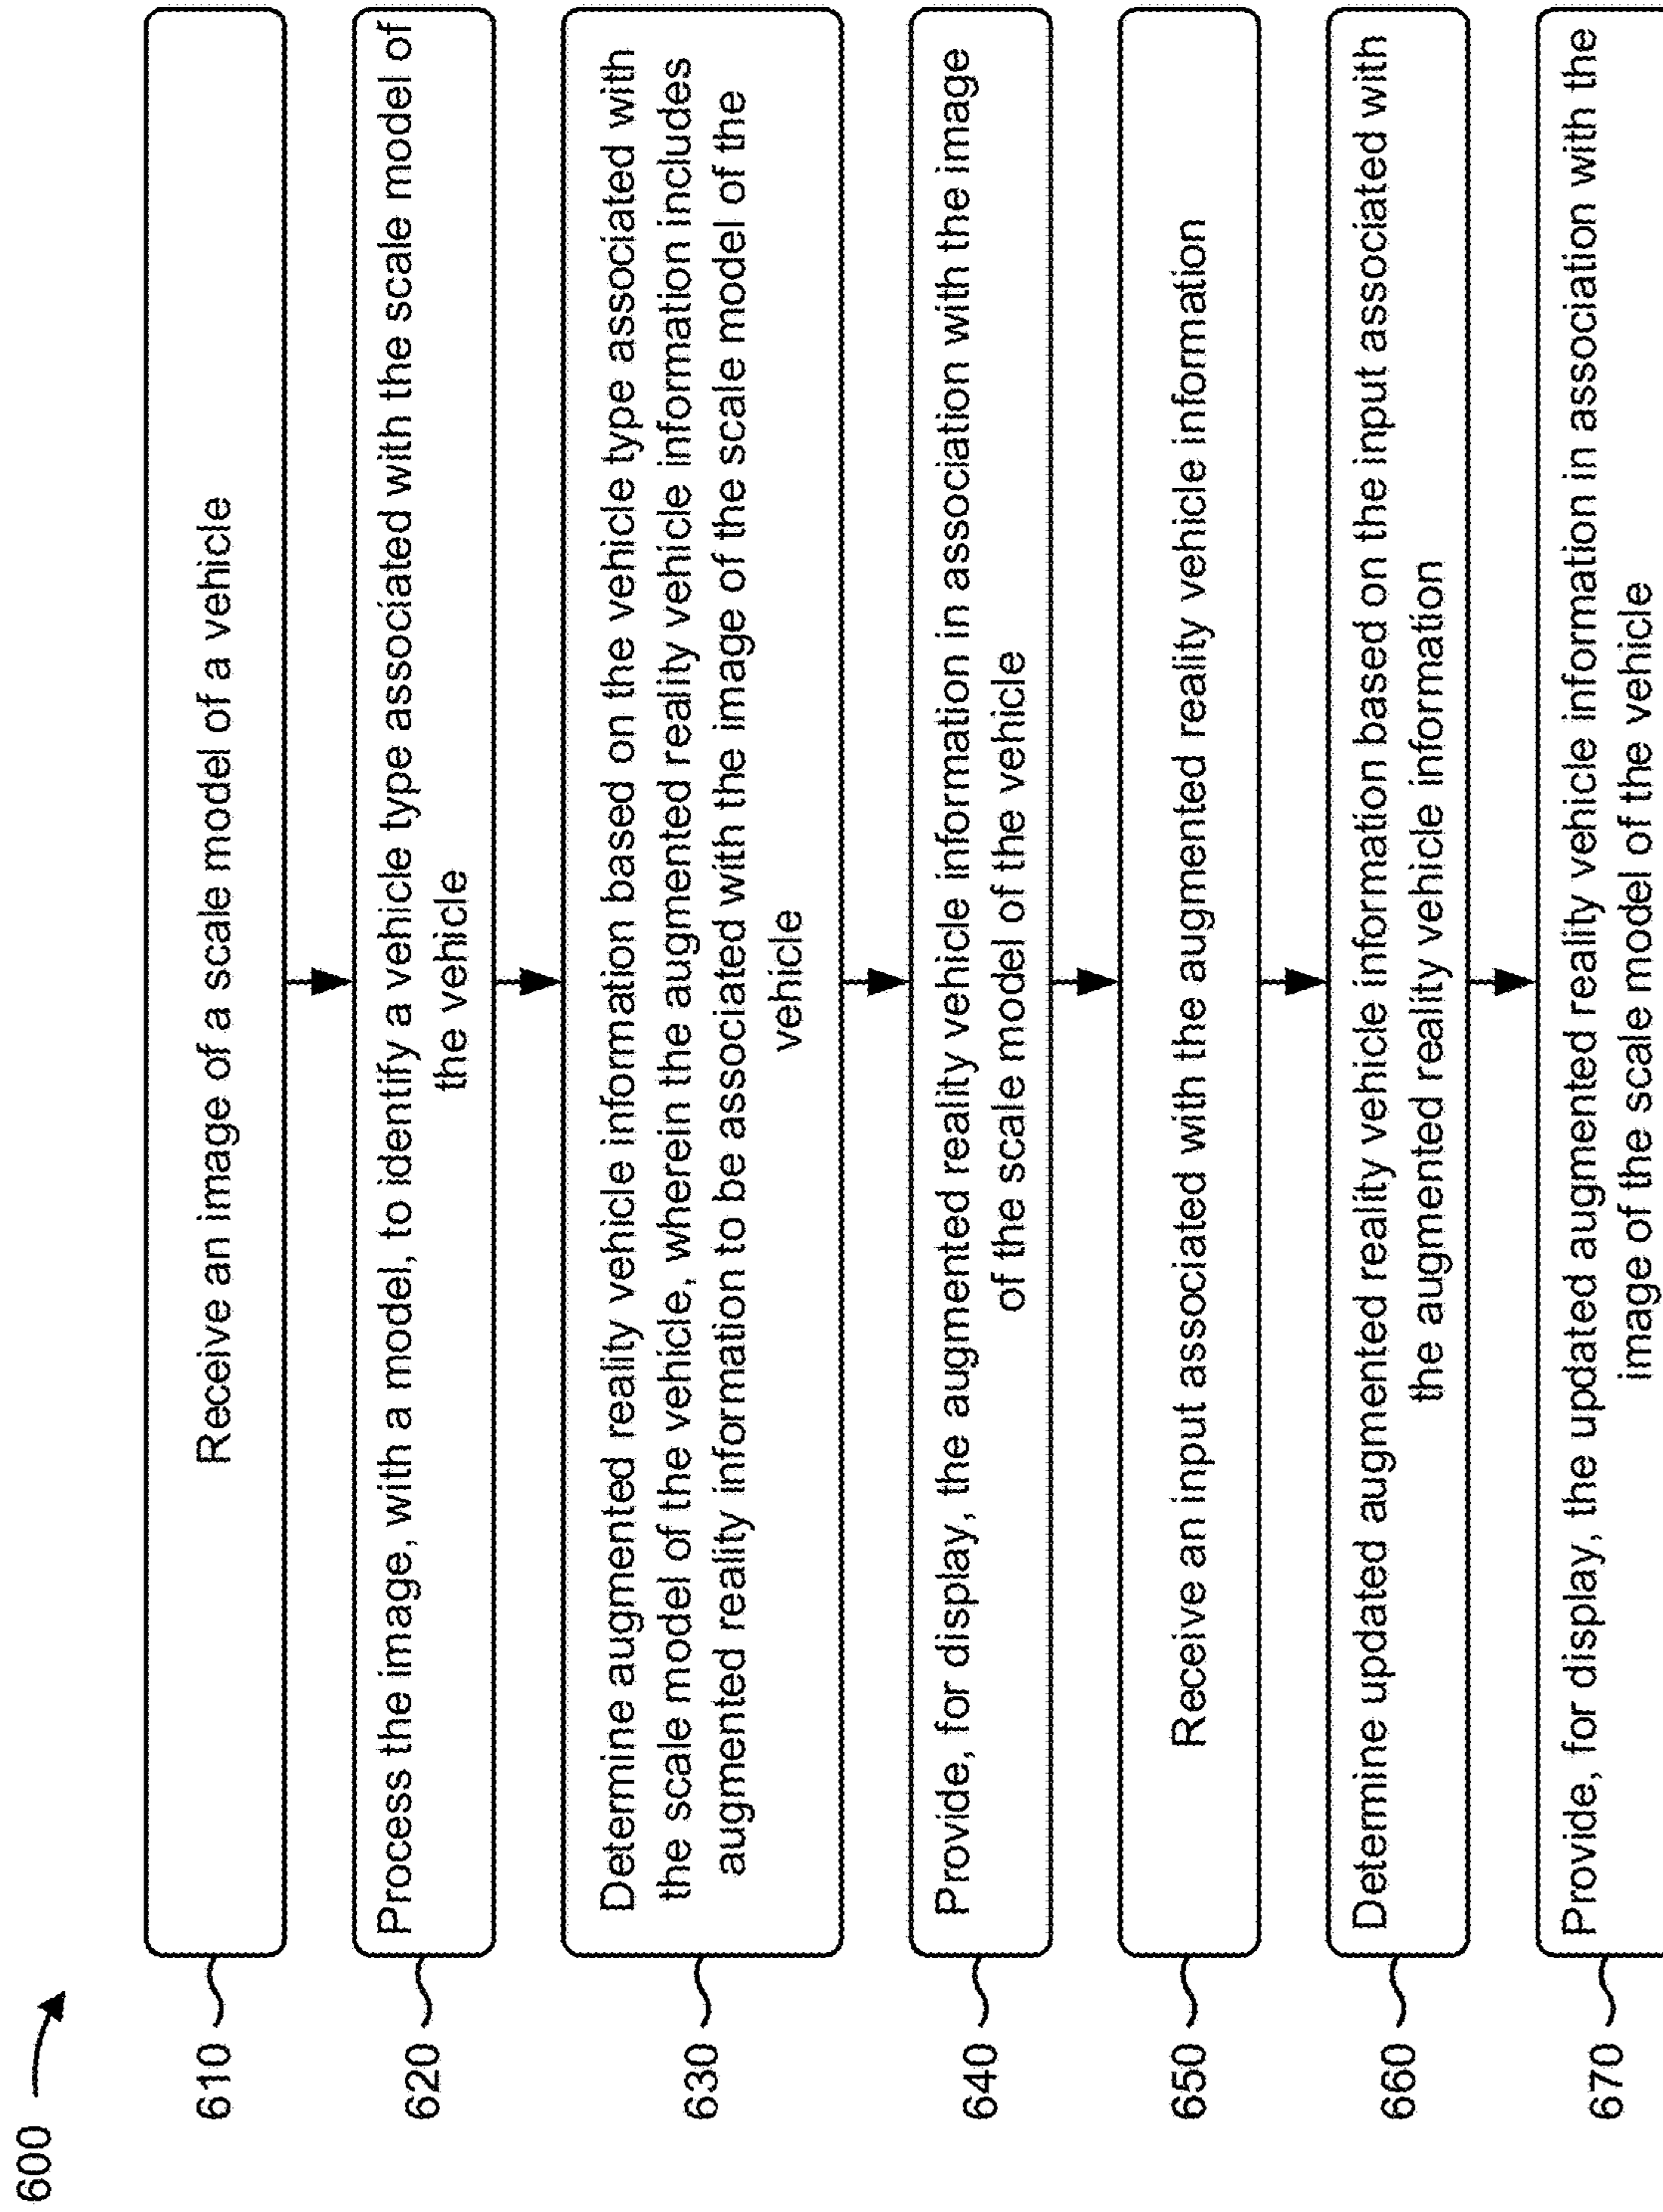 600
610
Receive an image of a scale model of a vehicle
620
Process the image, with a model, to identify a vehicle type associated with the scale model of
the vehicle
630
Determine augmented reality vehicle information based on the vehicle type associated with
the scale model of the vehicle, wherein the augmented reality vehicle information includes
augmented reality information to be associated with the image of the scale model of the
vehicle
640
Provide, for display, the augmented reality vehicle information in association with the image
of the scale model of the vehicle
650
Receive an input associated with the augmented reality vehicle information
660
Determine updated augmented reality vehicle information based on the input associated with
the augmented reality vehicle information
670
Provide, for display, the updated augmented reality vehicle information in association with the
image of the scale model of the vehicle